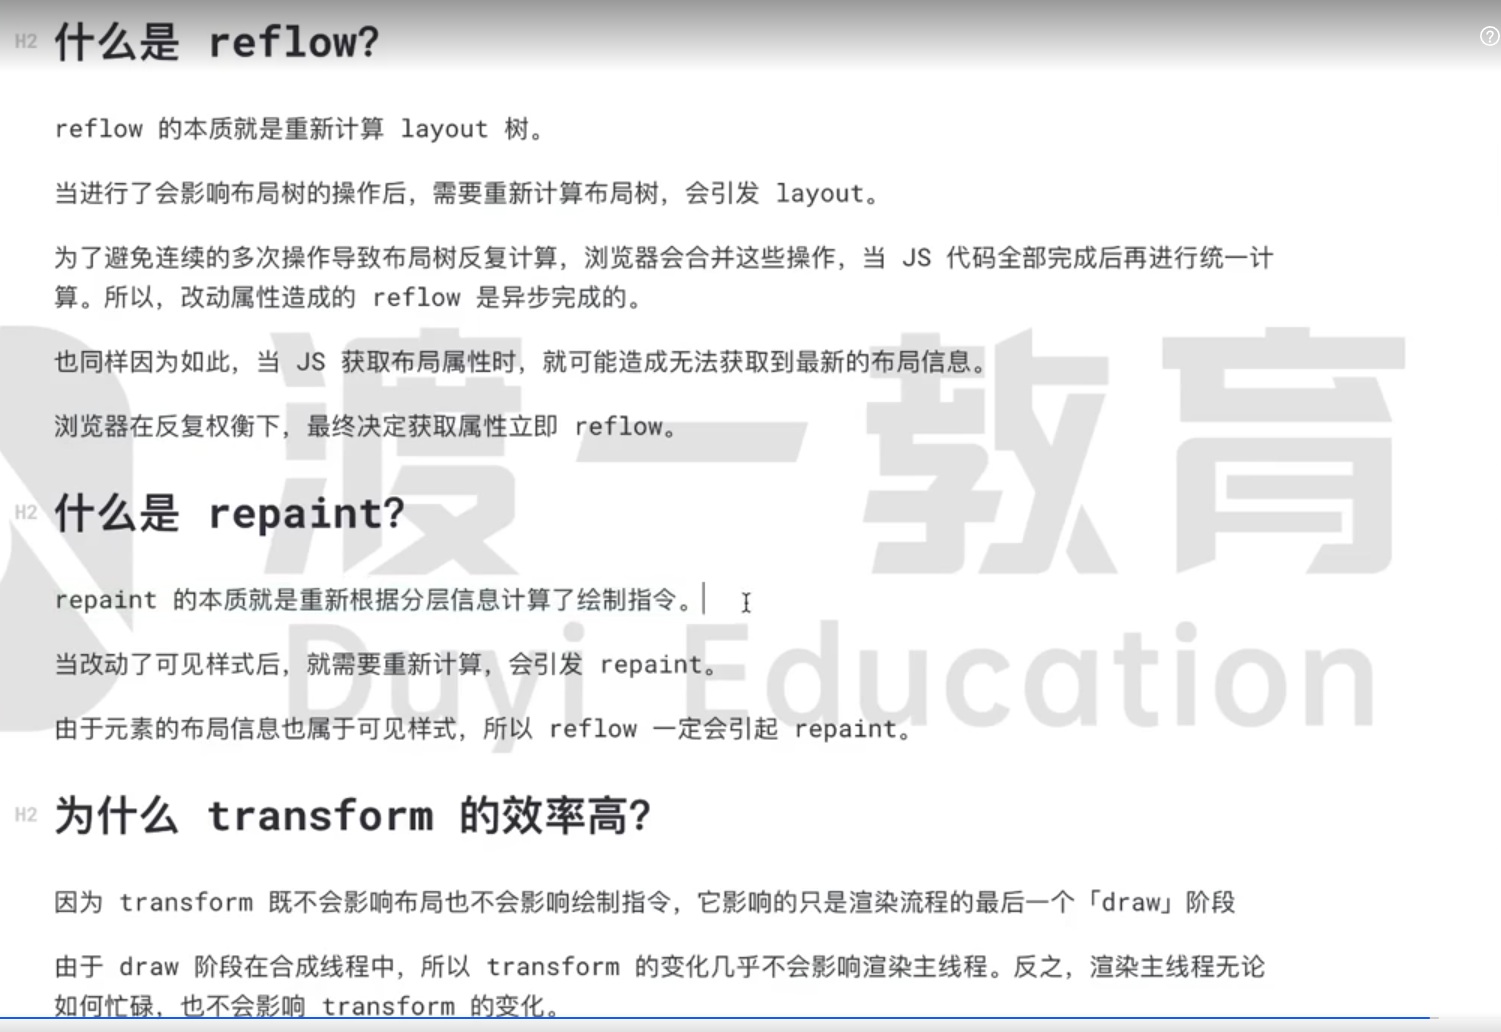 H2 什么是 reflow?
reflow 的本质就是重新计算 layout 树。
当进行了会影响布局树的操作后，需要重新计算布局树，会引发 layout。
为了避免连续的多次操作导致布局树反复计算，浏览器会合并这些操作，当 JS 代码全部完成后再进行统一计
算。所以，改动属性造成的 reflow 是异步完成的。
也同样因为如此，当 JS 获取布局属性时，就可能造成无法获取到最新的布局信息。
浏览器在反复权衡下，最终决定获取属性立即 reflow。
渡一教育
H2 什么是 repaint?
repaint 的本质就是重新根据分层信息计算了绘制指令。
当改动了可见样式后，就需要重新计算，会引发 repaint。
Duyi Education
由于元素的布局信息也属于可见样式，所以 reflow 一定会引起 repaint。
H2 为什么 transform 的效率高?
因为 transform 既不会影响布局也不会影响绘制指令，它影响的只是渲染流程的最后一个「draw」阶段
由于 draw 阶段在合成线程中，所以 transform 的变化几乎不会影响渲染主线程。反之，渲染主线程无论
如何忙碌，也不会影响 transform 的变化。